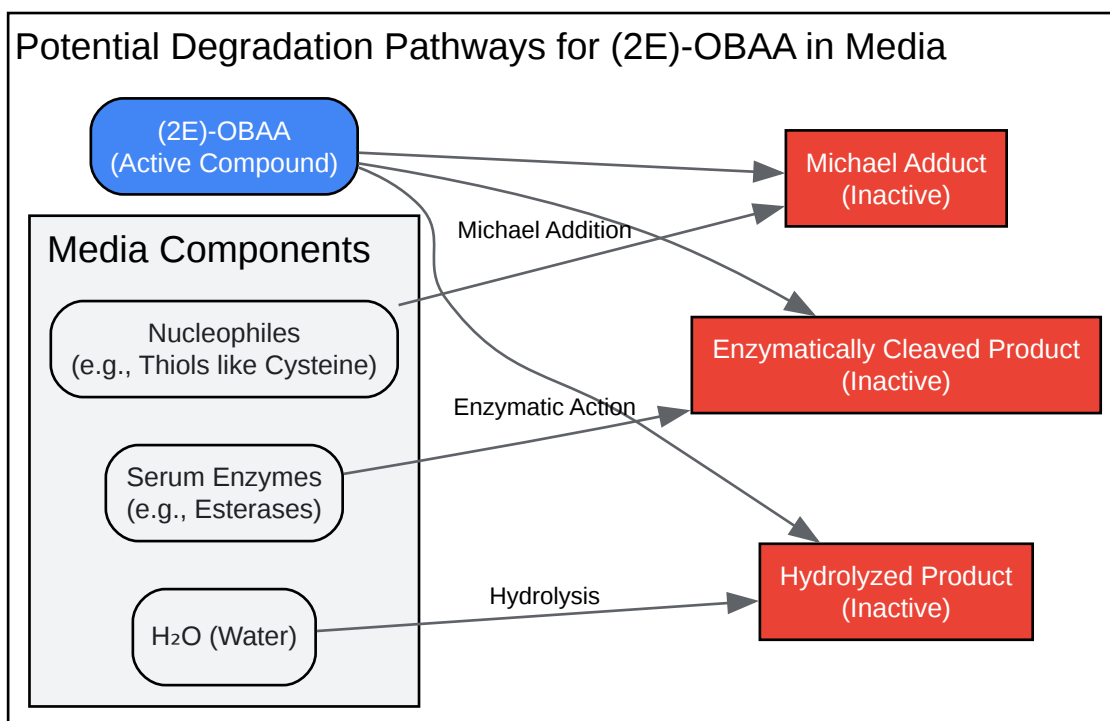 Potential Degradation Pathways for (2E)-OBAA in Media
(2E)-OBAA
(Active Compound)
Michael Adduct
(Inactive)
Media Components
Michael Addition
Nucleophiles
(e.g., Thiols like Cysteine)
Enzymatically Cleaved Product
(Inactive)
Enzymatic Action
Serum Enzymes
(e.g., Esterases)
Hydrolyzed Product
(Inactive)
Hydrolysis
H₂O (Water)